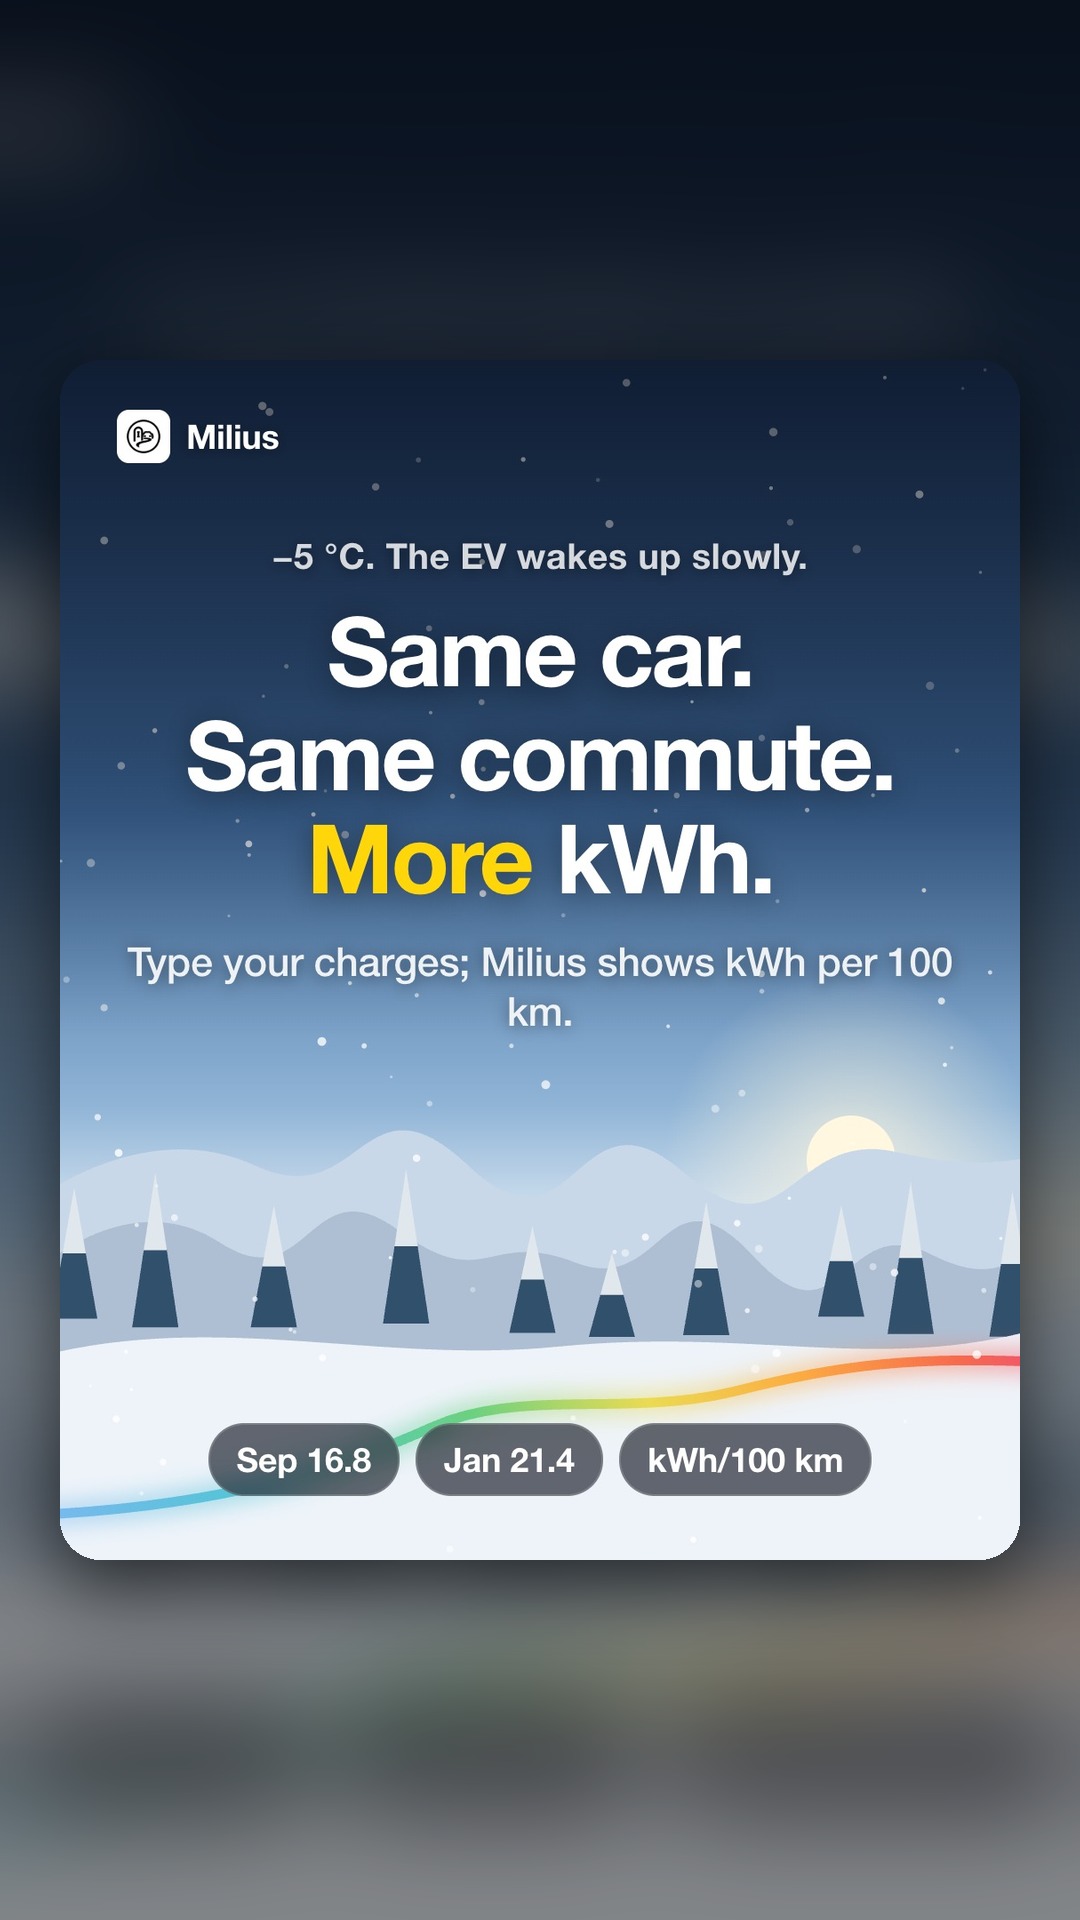 Milius
–5 °C. The EV wakes up slowly.
Same car.
Same commute.
More kWh.
Type your charges; Milius shows kWh per 100
km.
Sep 16.8
Jan 21.4
kWh/100 km